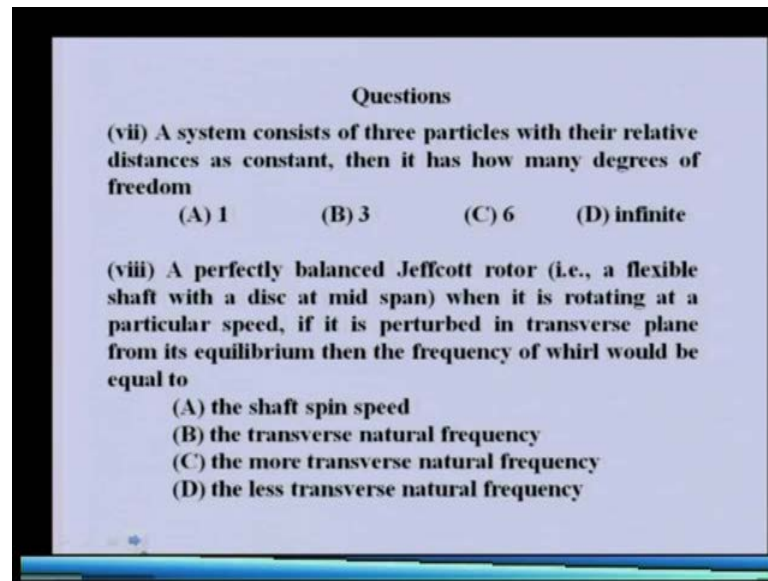 Questions
(vii) A system consists of three particles with their relative
distances as constant, then it has how many degrees of
freedom
(A) 1 (B) 3 (C) 6 (D) infinite
(viii) A perfectly balanced Jeffcott rotor (i.e., a flexible
shaft with a disc at mid span) when it is rotating at a
particular speed, if it is perturbed in transverse plane
from its equilibrium then the frequency of whirl would be
equal to
(A) the shaft spin speed
(B) the transverse natural frequency
(C) the more transverse natural frequency
(D) the less transverse natural frequency